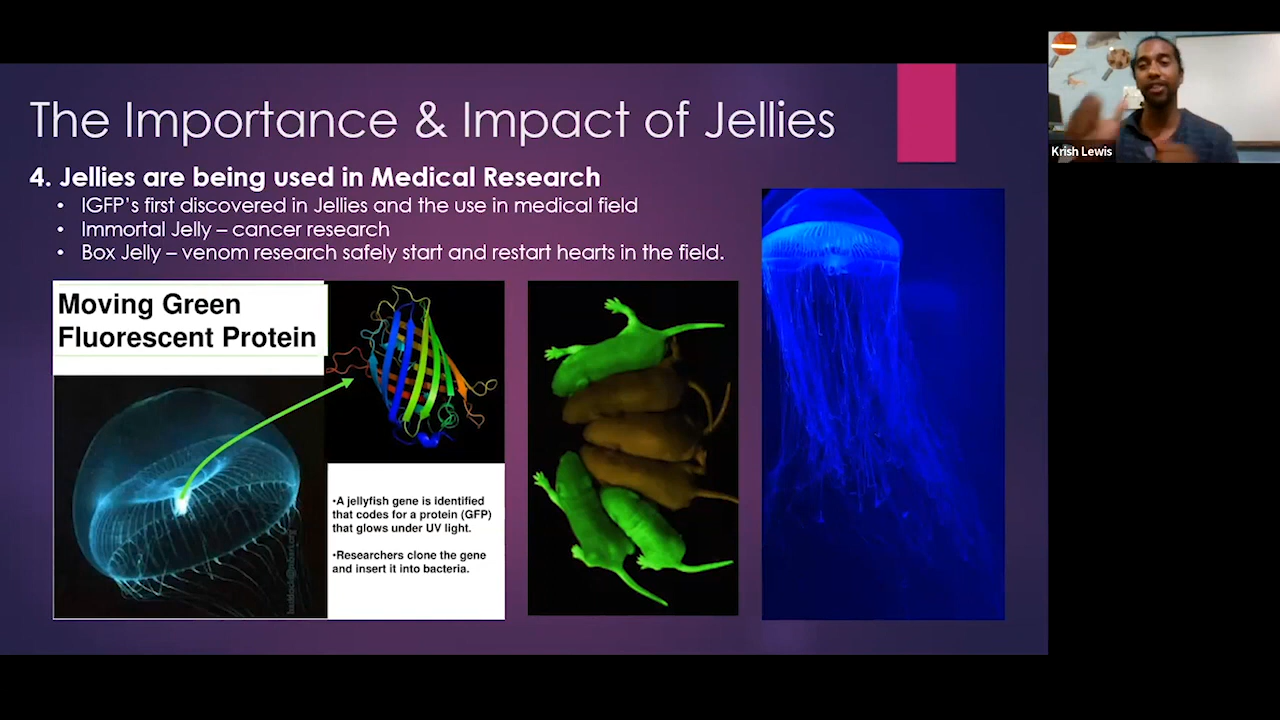 The Importance & Impact of Jellies
4. Jellies are being used in Medical Research
• IGFP's first discovered in Jellies and the use in medical field
• Immortal Jelly – cancer research
• Box Jelly – venom research safely start and restart hearts in the field.
Moving Green
Fluorescent Protein
•A jellyfish gene is identified
that codes for a protein (GFP)
that glows under UV light.
•Researchers clone the gene
and insert it into bacteria.
Krish Lewis